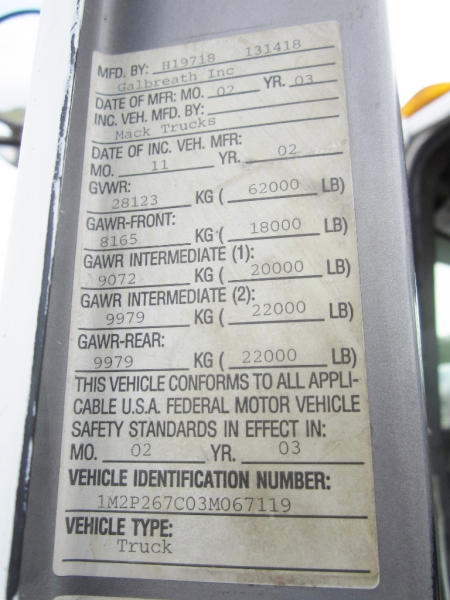 MFD. BY: H19718 131418
Galbreath Inc
DATE OF MFR: MO. 02 YR. 03
INC. VEH. MFD. BY:
Mack Trucks
DATE OF INC. VEH. MFR:
MO. 11 YR. 02
GVWR:
28123 KG ( 62000 LB)
GAWR-FRONT:
8165 KG ( 18000 LB)
GAWR INTERMEDIATE (1):
9072 KG ( 20000 LB)
GAWR INTERMEDIATE (2):
9979 KG ( 22000 LB)
GAWR-REAR:
9979 KG ( 22000 LB)
THIS VEHICLE CONFORMS TO ALL APPLI-
CABLE U.S.A. FEDERAL MOTOR VEHICLE
SAFETY STANDARDS IN EFFECT IN:
MO. 02 YR. 03
VEHICLE IDENTIFICATION NUMBER:
1M2P267C03M067119
VEHICLE TYPE:
Truck